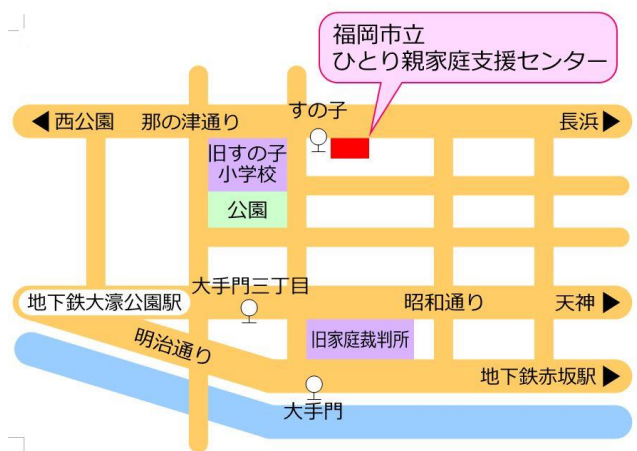 福岡市立
ひとり親家庭支援センター
すの子
◀西公園
那の津通り
長浜▶
旧すの子
小学校
公園
大手門三丁目
地下鉄大濠公園駅
昭和通り
天神▶
明治通り
旧家庭裁判所
地下鉄赤坂駅▶
大手門